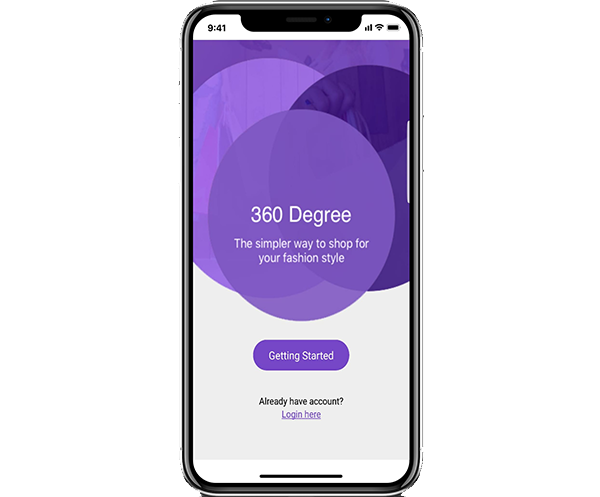 9:41
360 Degree
The simpler way to shop for
your fashion style
Getting Started
Already have account?
Login here